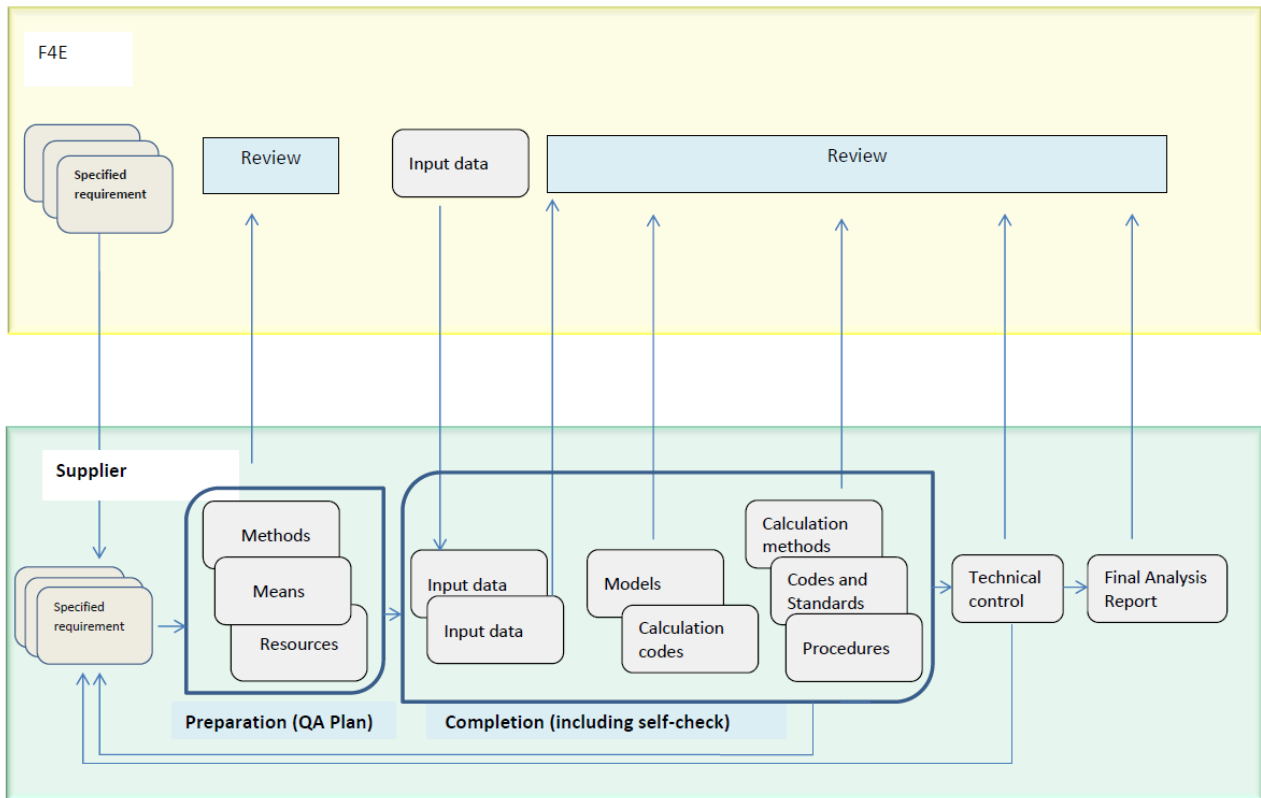 F4E
Specified
requirement
Review
Input data
Review
Supplier
Methods
Means
Resources
Input data
Input data
Models
Calculation
codes
Calculation
methods
Codes and
Standards
Procedures
Technical
control
Final Analysis
Report
Specified
requirement
Preparation (QA Plan)
Completion (including self-check)